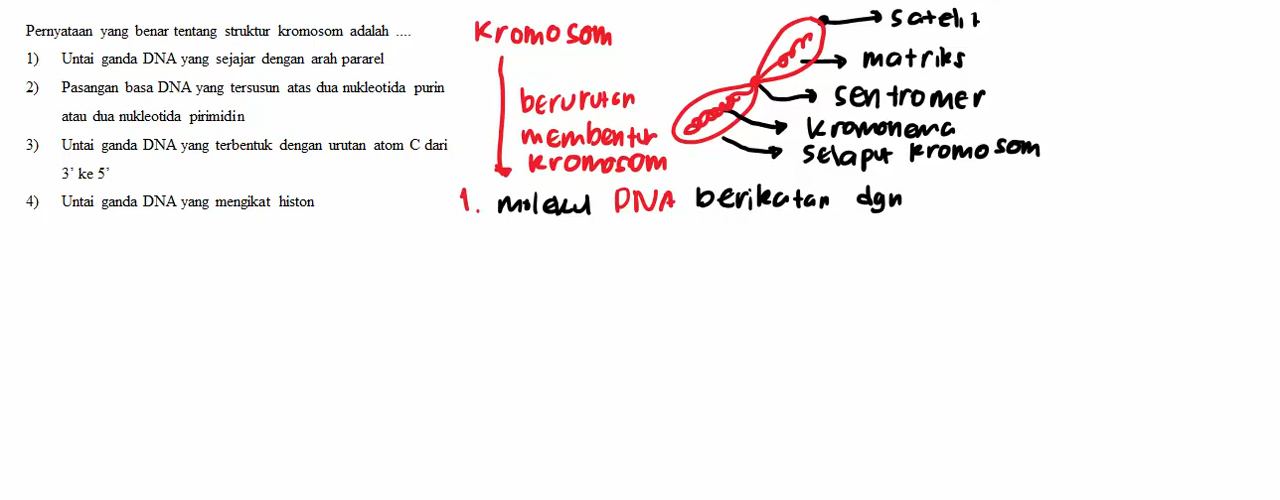 Pernyataan yang benar tentang struktur kromosom adalah ....
1) Untai ganda DNA yang sejajar dengan arah pararel
2) Pasangan basa DNA yang tersusun atas dua nukleotida purin
atau dua nukleotida pirimidin
3) Untai ganda DNA yang terbentuk dengan urutan atom C dari
3’ ke 5’
4) Untai ganda DNA yang mengikat histon
Kromosom
berurutan
membentuk
kromosom
satelit
matriks
sentromer
kromonema
selaput kromosom
1. molekul DNA berikatan dgn